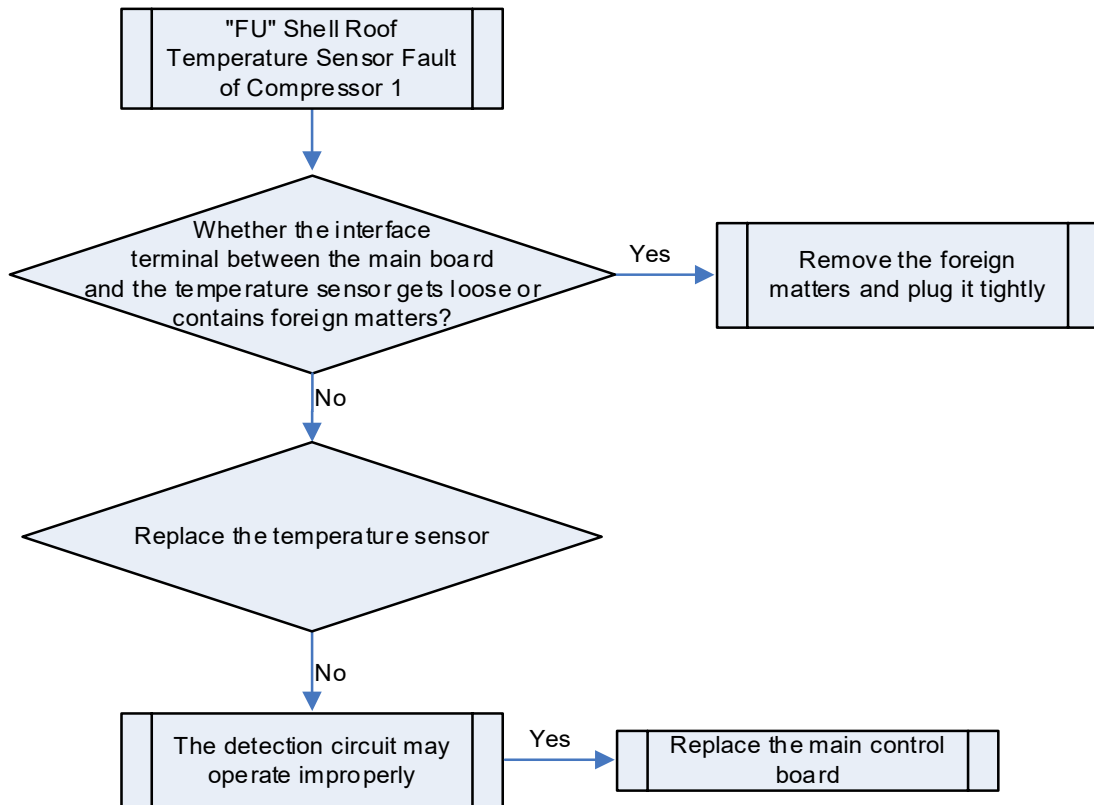 "FU" Shell Roof
Temperature Sensor Fault
of Compressor 1
Whether the interface
terminal between the main board
and the temperature sensor gets loose or
contains foreign matters?
Yes
Remove the foreign
matters and plug it tightly
No
Replace the temperature sensor
No
The detection circuit may
operate improperly
Yes
Replace the main control
board